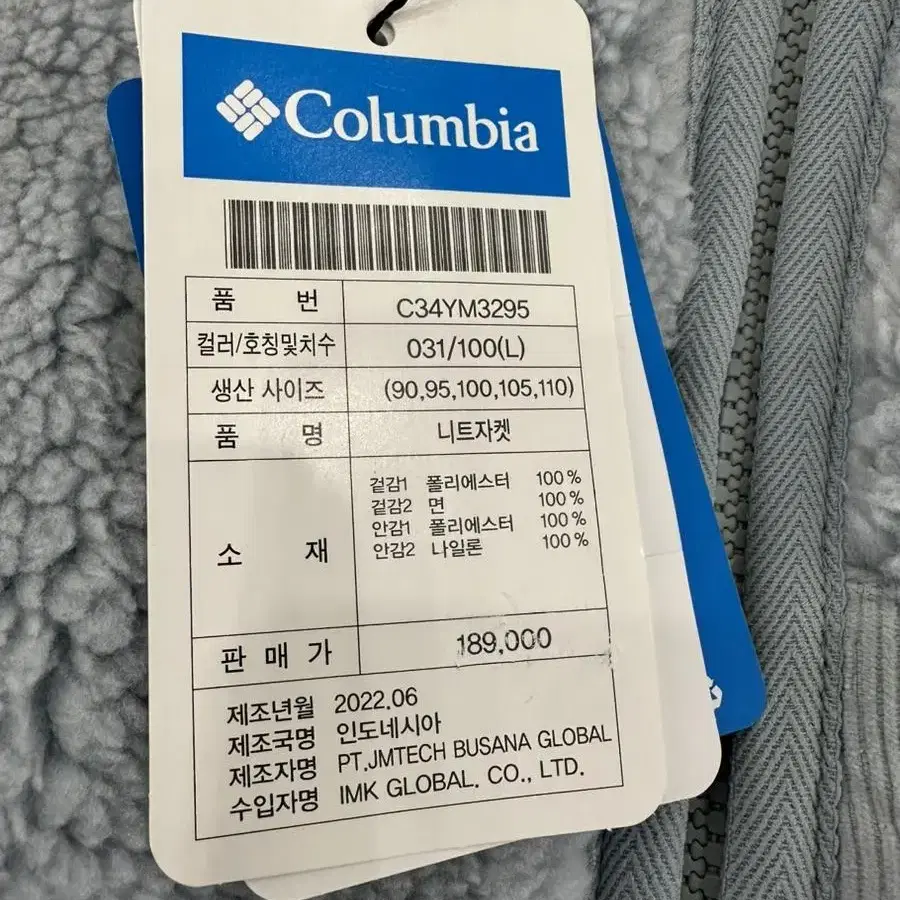 Columbia
품 번 C34YM3295
컬러/호칭및치수 031/100(L)
생산 사이즈 (90,95,100,105,110)
품 명 니트자켓
소 재
겉감1 폴리에스터 100 %
겉감2 면 100 %
안감1 폴리에스터 100 %
안감2 나일론 100 %
판 매 가 189,000
제조년월 2022.06
제조국명 인도네시아
제조자명 PT.JMTECH BUSANA GLOBAL
수입자명 IMK GLOBAL. CO., LTD.